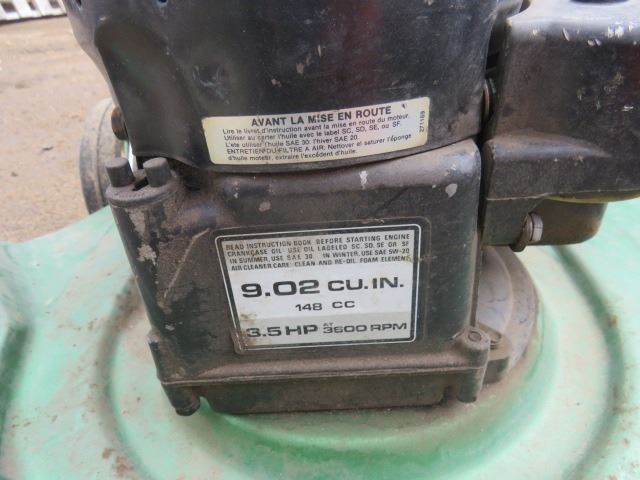 AVANT LA MISE EN ROUTE
Lire le livret d'instruction avant la mise en route du moteur.
Utiliser au carter l'huile avec le label SC, SD, SE, ou SF.
L'ete utiliser l'huile SAE 30: l'hiver SAE 20.
ENTRETIEN DU FILTRE A AIR: Nettoyer et saturer l'éponge
d'huile moteur, extraire l'excédent d'huile.
271169
READ INSTRUCTION BOOK BEFORE STARTING ENGINE
CRANKCASE OIL: USE OIL LABELED SC, SD, SE OR SF
IN SUMMER, USE SAE 30. IN WINTER, USE SAE 5W-20
AIR CLEANER CARE: CLEAN AND RE-OIL FOAM ELEMENT
9.02 CU. IN.
148 CC
3.5 HP AT 3600 RPM